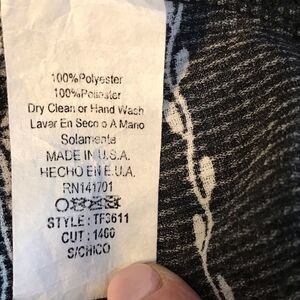 100%Polyester
100%Poliester
Dry Clean or Hand Wash
Lavar En Seco o A Mano
Solamente
MADE IN U.S.A.
HECHO EN E.U.A.
RN141701
STYLE : TF3611
CUT : 1460
S/CHICO